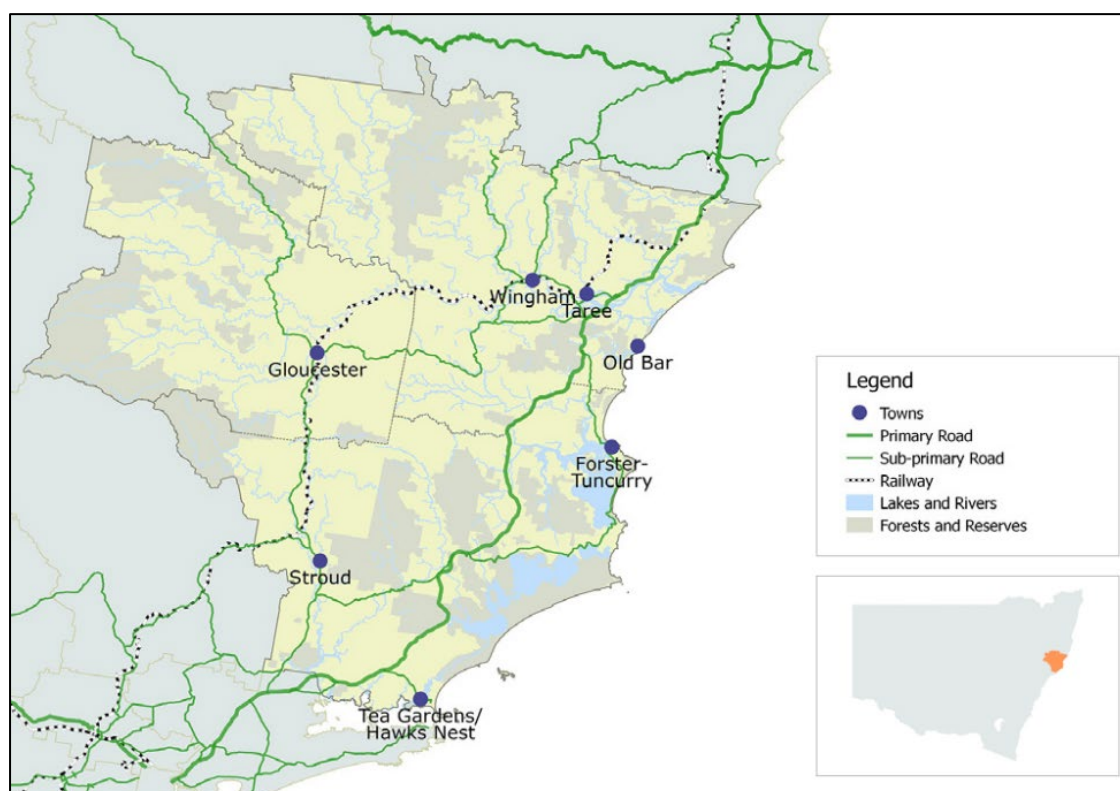 Wingham
Taree
Gloucester
Old Bar
Forster-
Tuncurry
Stroud
Tea Gardens/
Hawks Nest
Legend
Towns
Primary Road
Sub-primary Road
Railway
Lakes and Rivers
Forests and Reserves